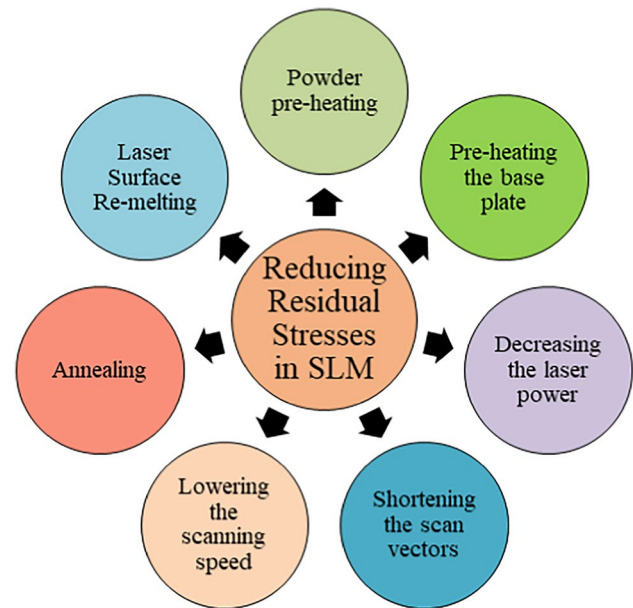 Powder
pre-heating
Laser
Surface
Re-melting
Pre-heating
the base
plate
Reducing
Residual
Stresses
in SLM
Annealing
Decreasing
the laser
power
Lowering
the
scanning
speed
Shortening
the scan
vectors